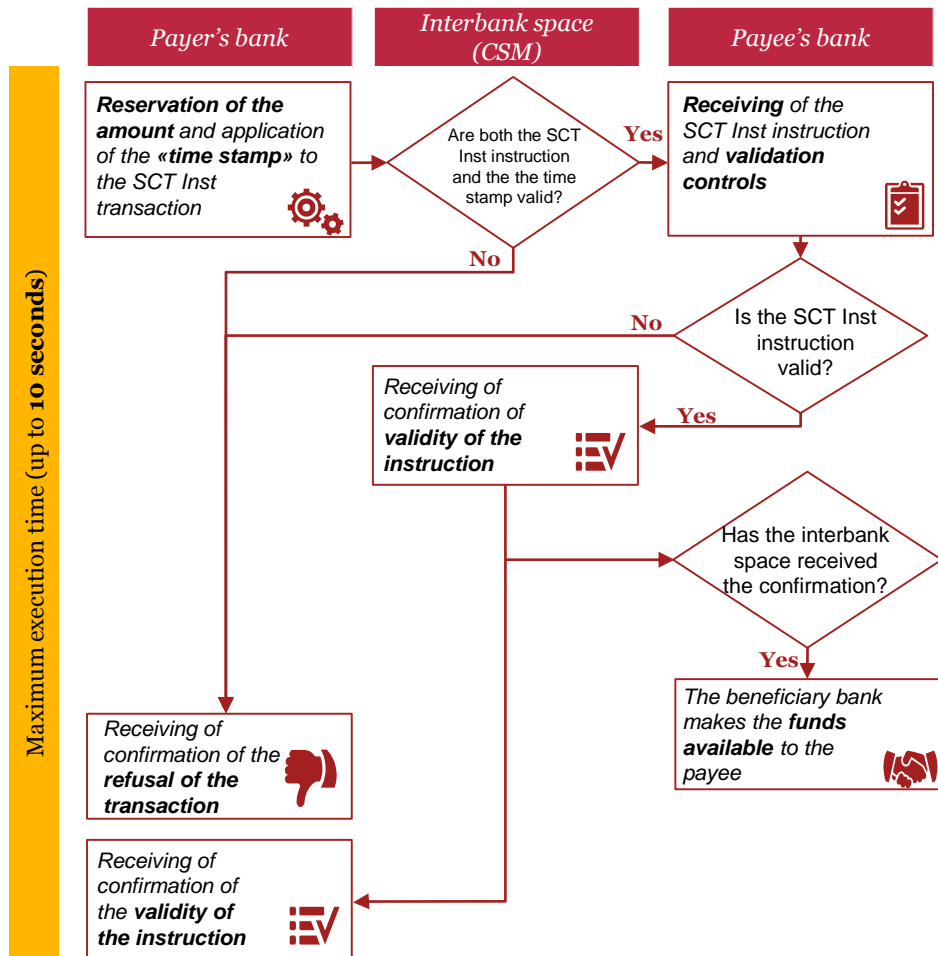 Payer's bank
Interbank space
(CSM)
Payee's bank
Maximum execution time (up to 10 seconds)
Reservation of the
amount and application
of the «time stamp» to
the SCT Inst
transaction
Are both the SCT
Inst instruction
and the the time
stamp valid?
Yes
No
Receiving of the
SCT Inst instruction
and validation
controls
Is the SCT Inst
instruction
valid?
No
Yes
Receiving of
confirmation of
validity of the
instruction
Has the interbank
space received
the confirmation?
Yes
The beneficiary bank
makes the funds
available to the
payee
Receiving of
confirmation of the
refusal of the
transaction
Receiving of
confirmation of
the validity of
the instruction